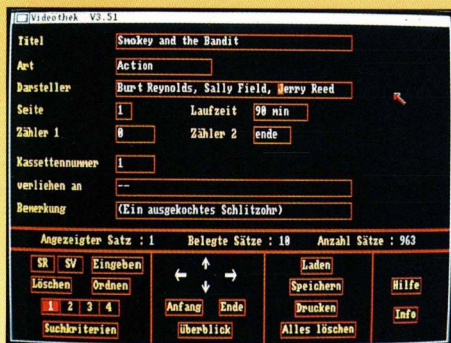 Videothek V3.51
Titel Smokey and the Bandit
Art Action
Darsteller Burt Reynolds, Sally Field, Jerry Reed
Seite 1 Laufzeit 90 min
Zähler 1 0 Zähler 2 ende
Kassettennummer 1
verliehen an --
Bemerkung (Ein ausgekochtes Schlitzohr)
Angezeigter Satz : 1 Belegte Sätze : 10 Anzahl Sätze : 963
SR SV Eingeben Laden
Löschen Ordnen Speichern Hilfe
1 2 3 4 Anfang Ende Drucken Info
Suchkriterien überblick Alles löschen